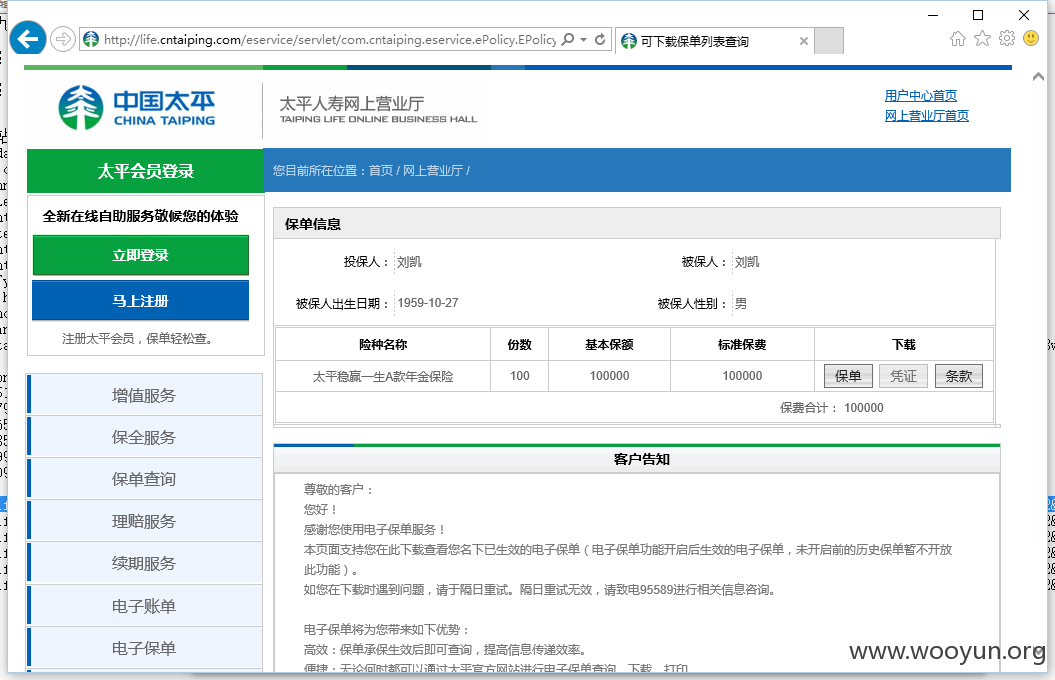 http://life.cntaiping.com/eservice/servlet/com.cntaiping.eservice.ePolicy.EPolicy
可下载保单列表查询
中国太平
CHINA TAIPING
太平人寿网上营业厅
TAIPING LIFE ONLINE BUSINESS HALL
用户中心首页
网上营业厅首页
太平会员登录
您目前所在位置：首页 / 网上营业厅 /
全新在线自助服务敬候您的体验
立即登录
马上注册
注册太平会员，保单轻松查。
增值服务
保全服务
保单查询
理赔服务
续期服务
电子账单
电子保单
保单信息
投保人： 刘凯 被保人： 刘凯
被保人出生日期： 1959-10-27 被保人性别： 男
险种名称 份数 基本保额 标准保费 下载
太平稳赢一生A款年金保险 100 100000 100000 保单 凭证 条款
保费合计： 100000
客户告知
尊敬的客户：
您好！
感谢您使用电子保单服务！
本页面支持您在此下载查看您名下已生效的电子保单（电子保单功能开启后生效的电子保单，未开启前的历史保单暂不开放
此功能）。
如您在下载时遇到问题，请于隔日重试。隔日重试无效，请致电95589进行相关信息咨询。
电子保单将为您带来如下优势：
高效：保单承保生效后即可查询，提高信息传递效率。
便捷：无论何时都可以通过太平官方网站进行电子保单查询、下载、打印
www.wooyun.org